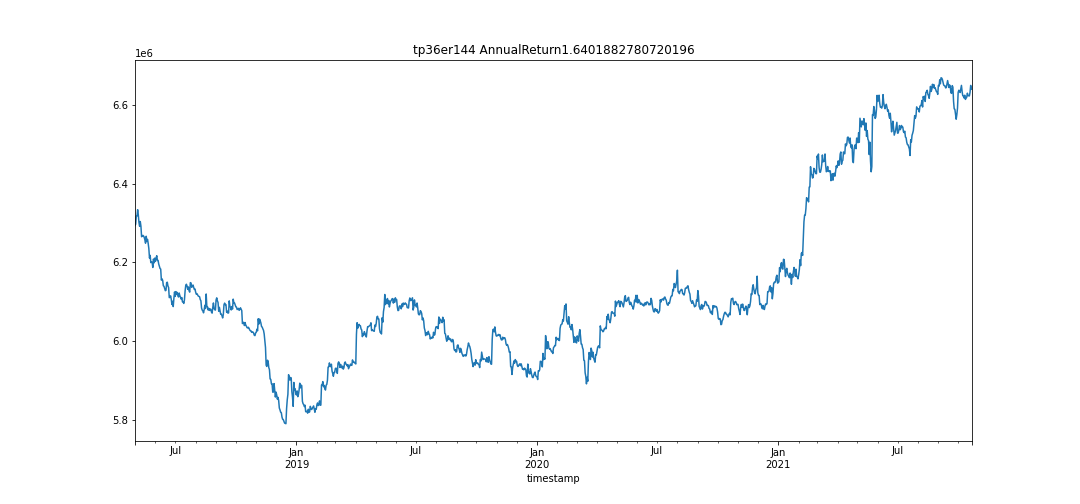 tp36er144 AnnualReturn1.6401882780720196
1e6
6.6
6.4
6.2
6.0
5.8
Jul Jan Jul Jan Jul Jan Jul
2019 2020 2021
timestamp